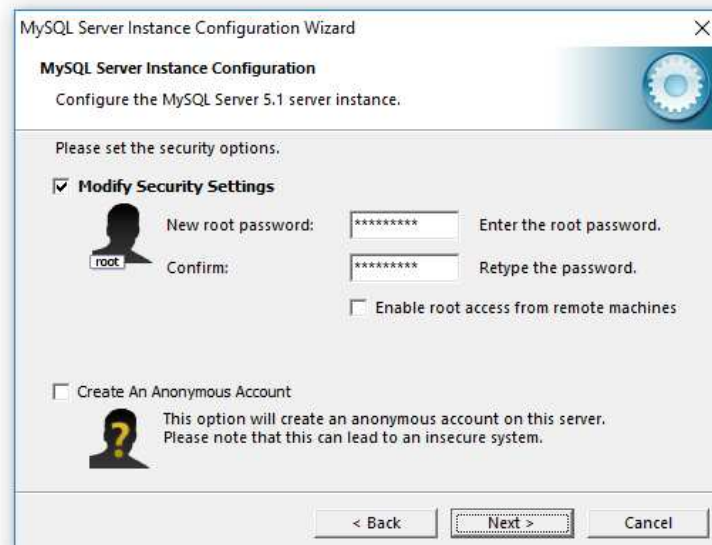 MySQL Server Instance Configuration Wizard
MySQL Server Instance Configuration
Configure the MySQL Server 5.1 server instance.
Please set the security options.
Modify Security Settings
root
New root password: ********* Enter the root password.
Confirm: ********* Retype the password.
Enable root access from remote machines
Create An Anonymous Account
This option will create an anonymous account on this server.
Please note that this can lead to an insecure system.
< Back Next > Cancel